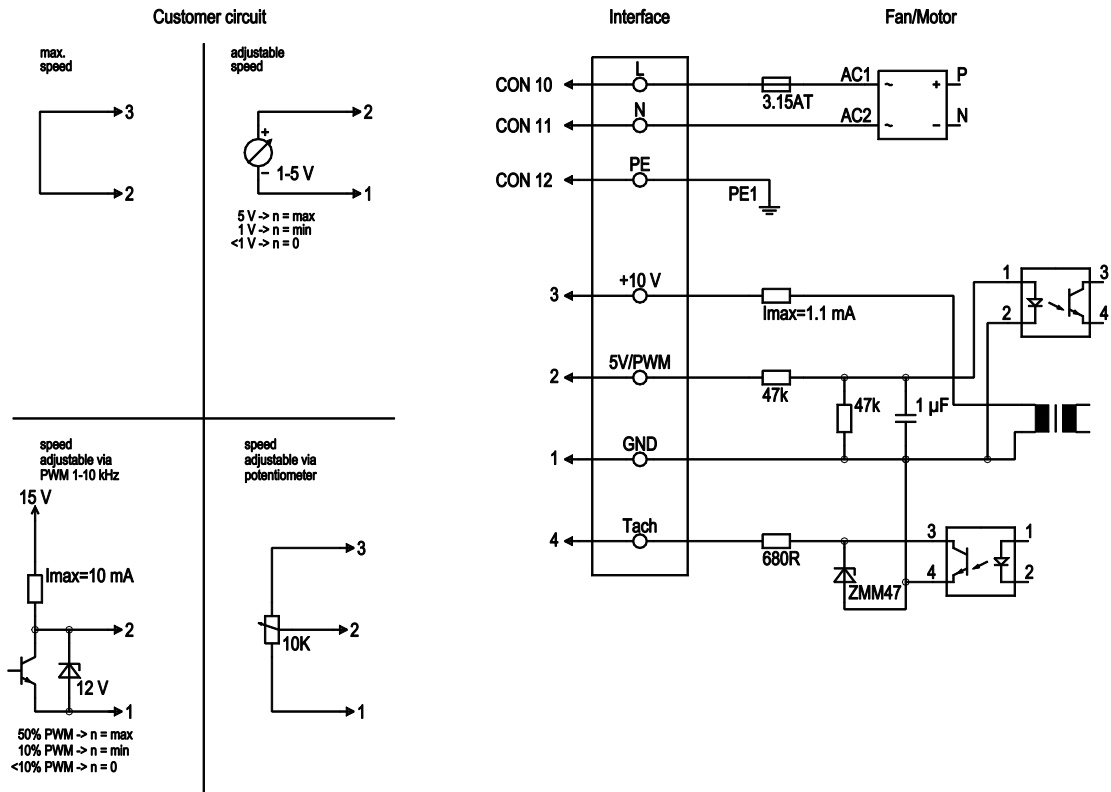 Customer circuit
Interface
Fan/Motor
max.
speed
3
2
adjustable
speed
2
+
–
1-5 V
1
5 V -> n = max
1 V -> n = min
<1 V -> n = 0
speed
adjustable via
PWM 1-10 kHz
15 V
Imax=10 mA
2
12 V
1
50% PWM -> n = max
10% PWM -> n = min
<10% PWM -> n = 0
speed
adjustable via
potentiometer
3
2
10K
1
L
CON 10
3.15AT
AC1
~
+
P
N
CON 11
AC2
~
–
N
PE
CON 12
PE1
+10 V
3
Imax=1.1 mA
1
3
2
4
5V/PWM
2
47k
47k
1 µF
GND
1
Tach
4
680R
ZMM47
3
1
4
2